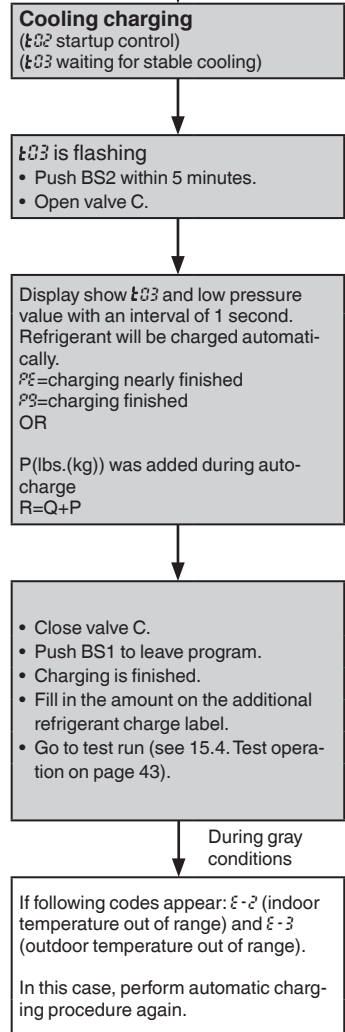 Cooling charging
(t02 startup control)
(t03 waiting for stable cooling)
t03 is flashing
• Push BS2 within 5 minutes.
• Open valve C.
Display show t03 and low pressure
value with an interval of 1 second.
Refrigerant will be charged automati-
cally.
PE=charging nearly finished
P9=charging finished
OR
P(lbs.(kg)) was added during auto-
charge
R=Q+P
• Close valve C.
• Push BS1 to leave program.
• Charging is finished.
• Fill in the amount on the additional
refrigerant charge label.
• Go to test run (see 15.4. Test opera-
tion on page 43).
During gray
conditions
If following codes appear: E-2 (indoor
temperature out of range) and E-3
(outdoor temperature out of range).
In this case, perform automatic charg-
ing procedure again.